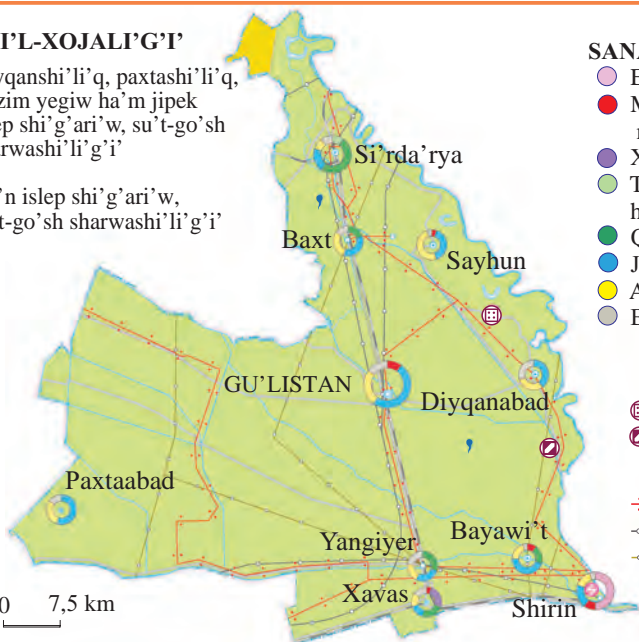 I’L-XOJALI’G’I’
yqanshi’li’q, paxtashi’li’q,
zim yegiw ha’m jipek
ep shi’g’ari’w, su’t-go’sh
arwashi’li’g’i’
’n islep shi’g’ari’w,
t-go’sh sharwashi’li’g’i’
SANA
E
M
X
T
h
Q
J
A
E
Si’rda’rya
Baxt
Sayhun
GU’LISTAN
Diyqanabad
Paxtaabad
Yangiyer
Bayawi’t
Xavas
Shirin
0 7,5 km